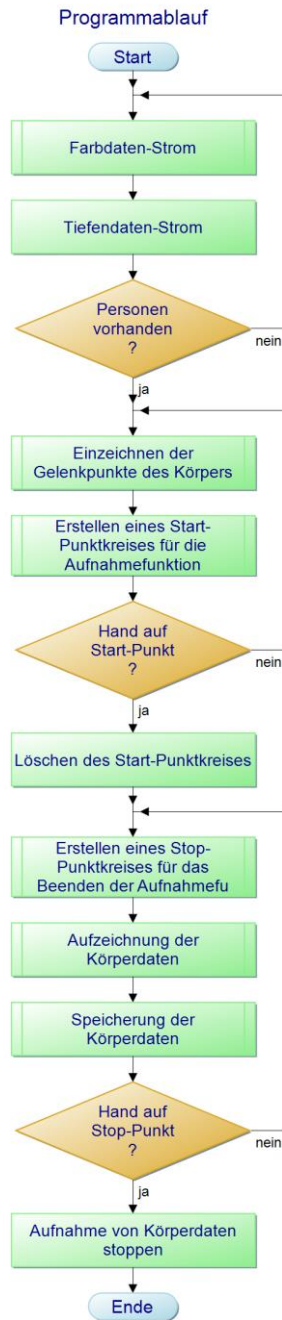 Programmablauf
Start
Farbdaten-Strom
Tiefendaten-Strom
Personen
vorhanden
?
nein
ja
Einzeichnen der
Gelenkpunkte des Körpers
Erstellen eines Start-
Punktkreises für die
Aufnahmefunktion
Hand auf
Start-Punkt
?
nein
ja
Löschen des Start-Punktkreises
Erstellen eines Stop-
Punktkreises für das
Beenden der Aufnahmefu
Aufzeichnung der
Körperdaten
Speicherung der
Körperdaten
Hand auf
Stop-Punkt
?
nein
ja
Aufnahme von Körperdaten
stoppen
Ende